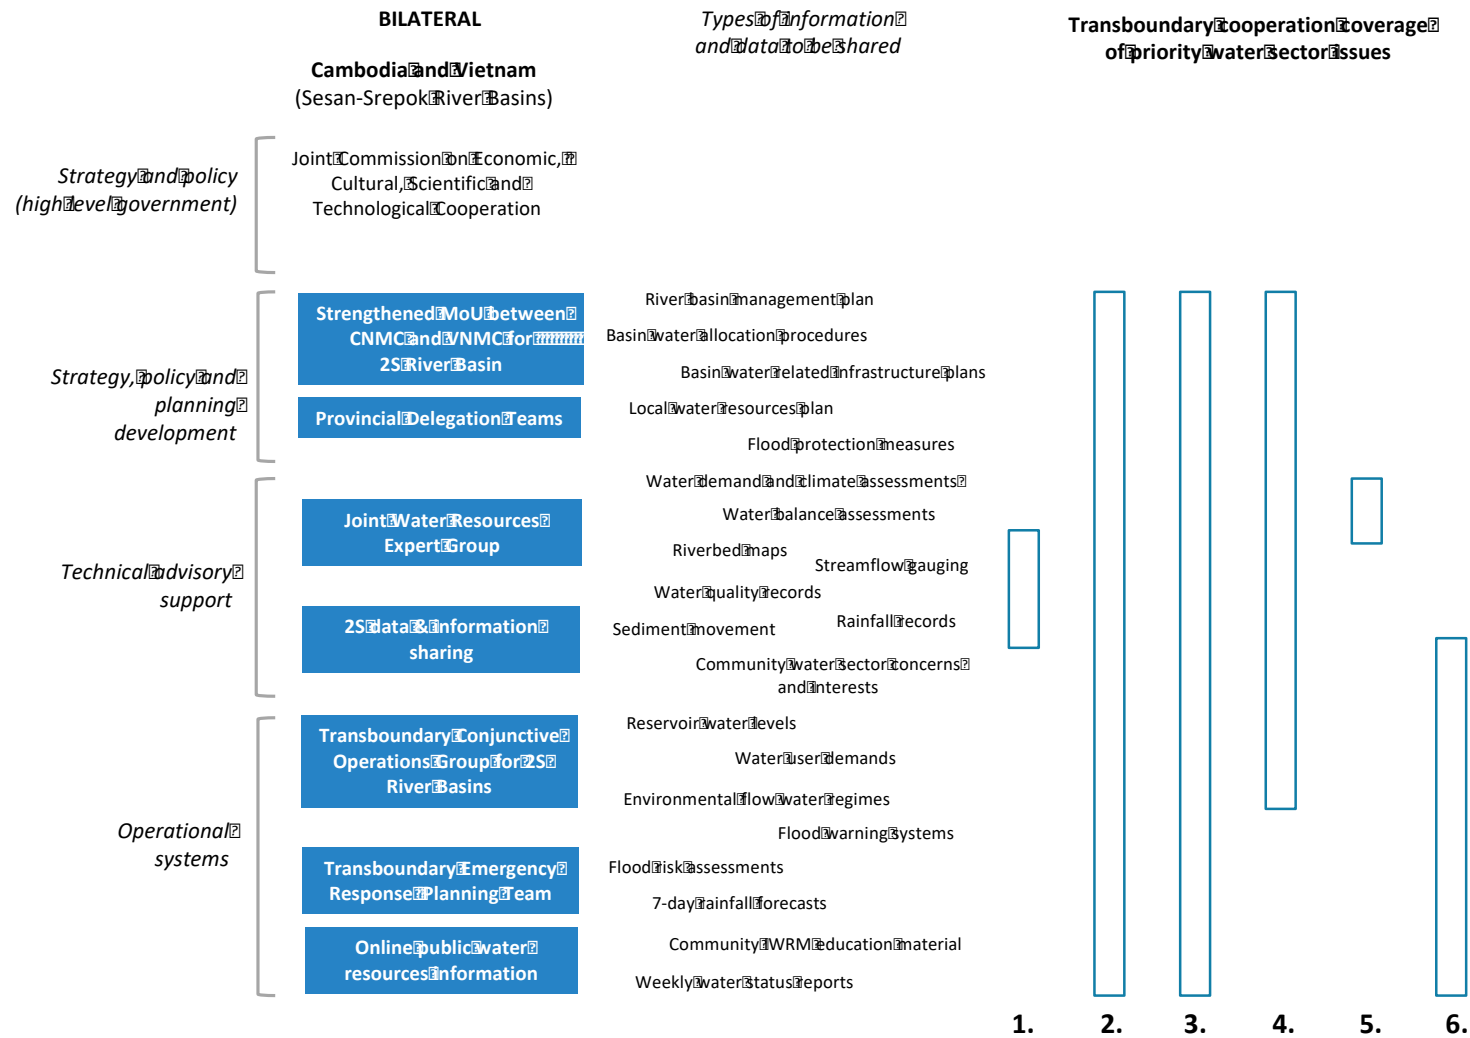 BILATERAL
Cambodia and Vietnam
(Sesan-Srepok River Basins)
Types of information
and data to be shared
Transboundary cooperation coverage
of priority water sector issues
Strategy and policy
(high level government)
Joint Commission on Economic,
Cultural, Scientific and
Technological Cooperation
Strategy, policy and
planning
development
Strengthened MoU between
CNMC and VNMC for
2S River Basin
Provincial Delegation Teams
River basin management plan
Basin water allocation procedures
Basin water related infrastructure plans
Local water resources plan
Flood protection measures
Technical advisory
support
Joint Water Resources
Expert Group
2S data & information
sharing
Water demand and climate assessments
Water balance assessments
Riverbed maps
Streamflow gauging
Water quality records
Rainfall records
Sediment movement
Community water sector concerns
and interests
Operational
systems
Transboundary Conjunctive
Operations Group for 2S
River Basins
Transboundary Emergency
Response Planning Team
Online public water
resources information
Reservoir water levels
Water user demands
Environmental flow water regimes
Flood warning systems
Flood risk assessments
7-day rainfall forecasts
Community IWRM education material
Weekly water status reports
1. 2. 3. 4. 5. 6.